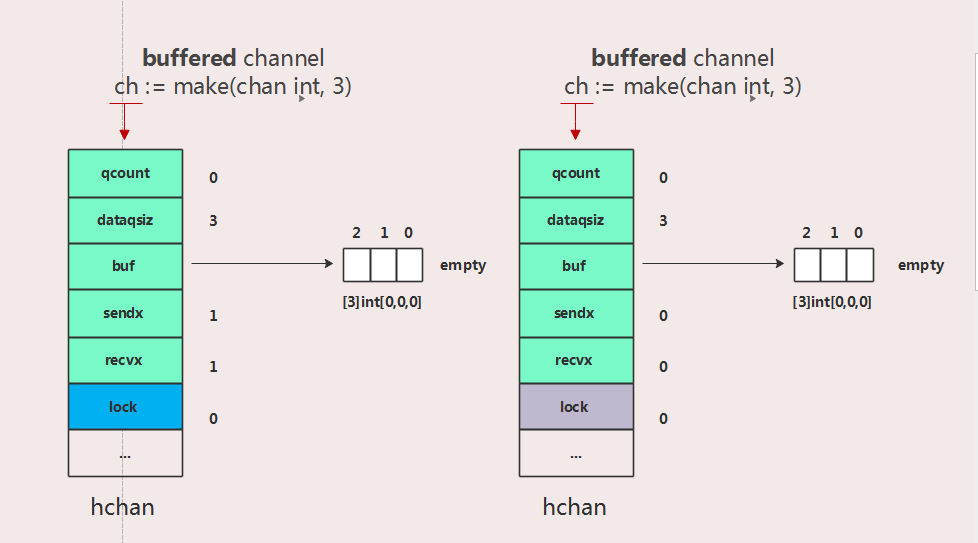 buffered channel
ch := make(chan int, 3)
qcount 0
dataqsiz 3
buf
sendx 1
recvx 1
lock 0
...
hchan
2 1 0
empty
[3]int[0,0,0]
buffered channel
ch := make(chan int, 3)
qcount 0
dataqsiz 3
buf
sendx 0
recvx 0
lock 0
...
hchan
2 1 0
empty
[3]int[0,0,0]